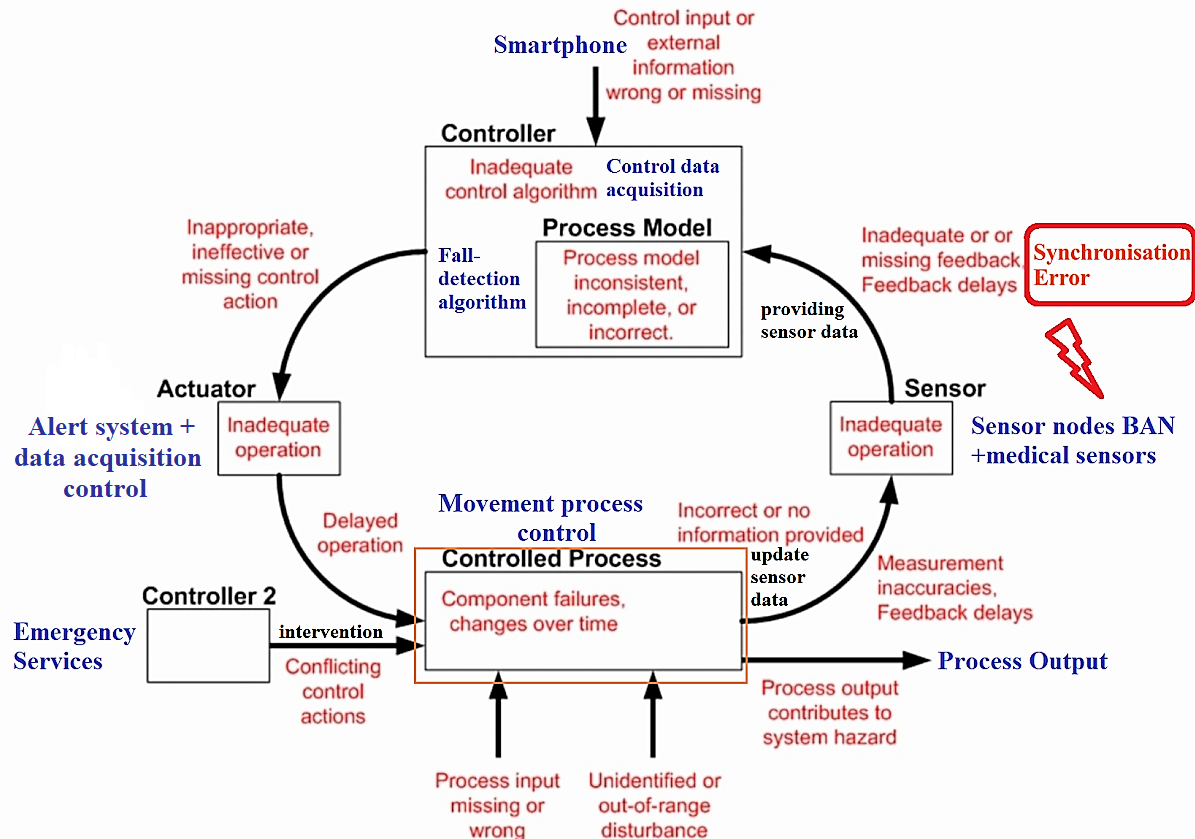 Smartphone
Control input or
external
information
wrong or missing
Controller
Inadequate
control algorithm
Control data
acquisition
Process Model
Process model
inconsistent,
incomplete, or
incorrect.
Fall-
detection
algorithm
Inappropriate,
ineffective or
missing control
action
Inadequate or or
missing feedback,
Feedback delays
Synchronisation
Error
providing
sensor data
Actuator
Inadequate
operation
Alert system +
data acquisition
control
Sensor
Inadequate
operation
Sensor nodes BAN
+medical sensors
Delayed
operation
Movement process
control
Incorrect or no
information provided
update
sensor
data
Measurement
inaccuracies,
Feedback delays
Controlled Process
Component failures,
changes over time
Controller 2
Emergency
Services
intervention
Conflicting
control
actions
Process Output
Process output
contributes to
system hazard
Process input
missing or
wrong
Unidentified or
out-of-range
disturbance